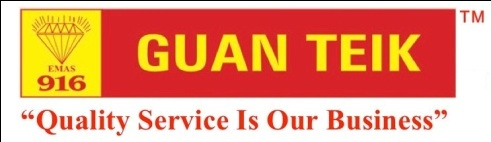 EMAS
916
GUAN TEIK
TM
“Quality Service Is Our Business”